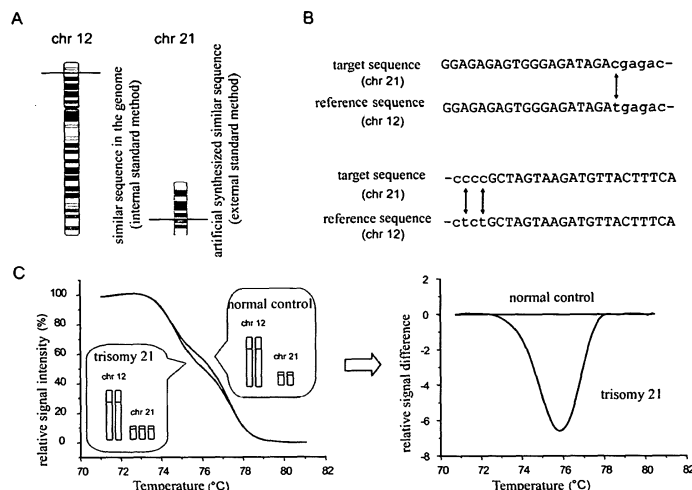 A
chr 12
chr 21
similar sequence in the genome
(internal standard method)
artificial synthesized similar sequence
(external standard method)
B
target sequence
(chr 21)
GGAGAGAGTGGGAGATAGAcgagac-
reference sequence
(chr 12)
GGAGAGAGTGGGAGATAGAtgagac-
target sequence
(chr 21)
-ccccGCTAGTAAGATGTTACTTTCA
reference sequence
(chr 12)
-ctctGCTAGTAAGATGTTACTTTCA
C
relative signal intensity (%)
100
80
60
40
20
0
70 72 74 76 78 80 82
Temperature (°C)
trisomy 21
chr 12
chr 21
normal control
chr 12
chr 21
relative signal difference
2
0
-2
-4
-6
-8
70 72 74 76 78 80 82
Temperature (°C)
normal control
trisomy 21